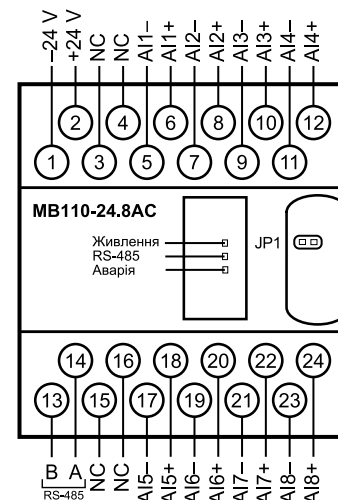 –24 V
+24 V
NC
NC
AI1–
AI1+
AI2–
AI2+
AI3–
AI3+
AI4–
AI4+
2
4
6
8
10
12
1
3
5
7
9
11
МВ110-24.8АС
Живлення
RS-485
Аварія
JP1
14
16
18
20
22
24
13
15
17
19
21
23
B
A
RS-485
NC
NC
AI5–
AI5+
AI6–
AI6+
AI7–
AI7+
AI8–
AI8+